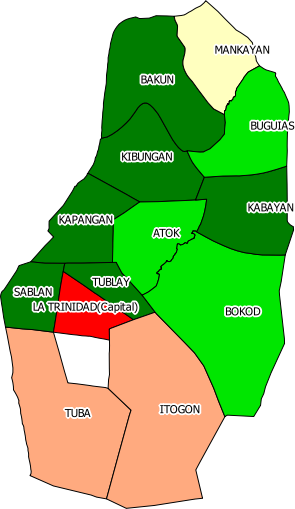 MANKAYAN
BAKUN
BUGUIAS
KIBUNGAN
KABAYAN
KAPANGAN
ATOK
TUBLAY
SABLAN
LA TRINIDAD(Capital)
BOKOD
TUBA
ITOGON